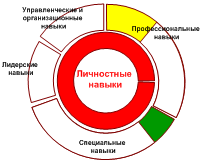 Управленческие и
организационные
навыки
Профессиональные
навыки
Лидерские
навыки
Личностные
навыки
Специальные
навыки